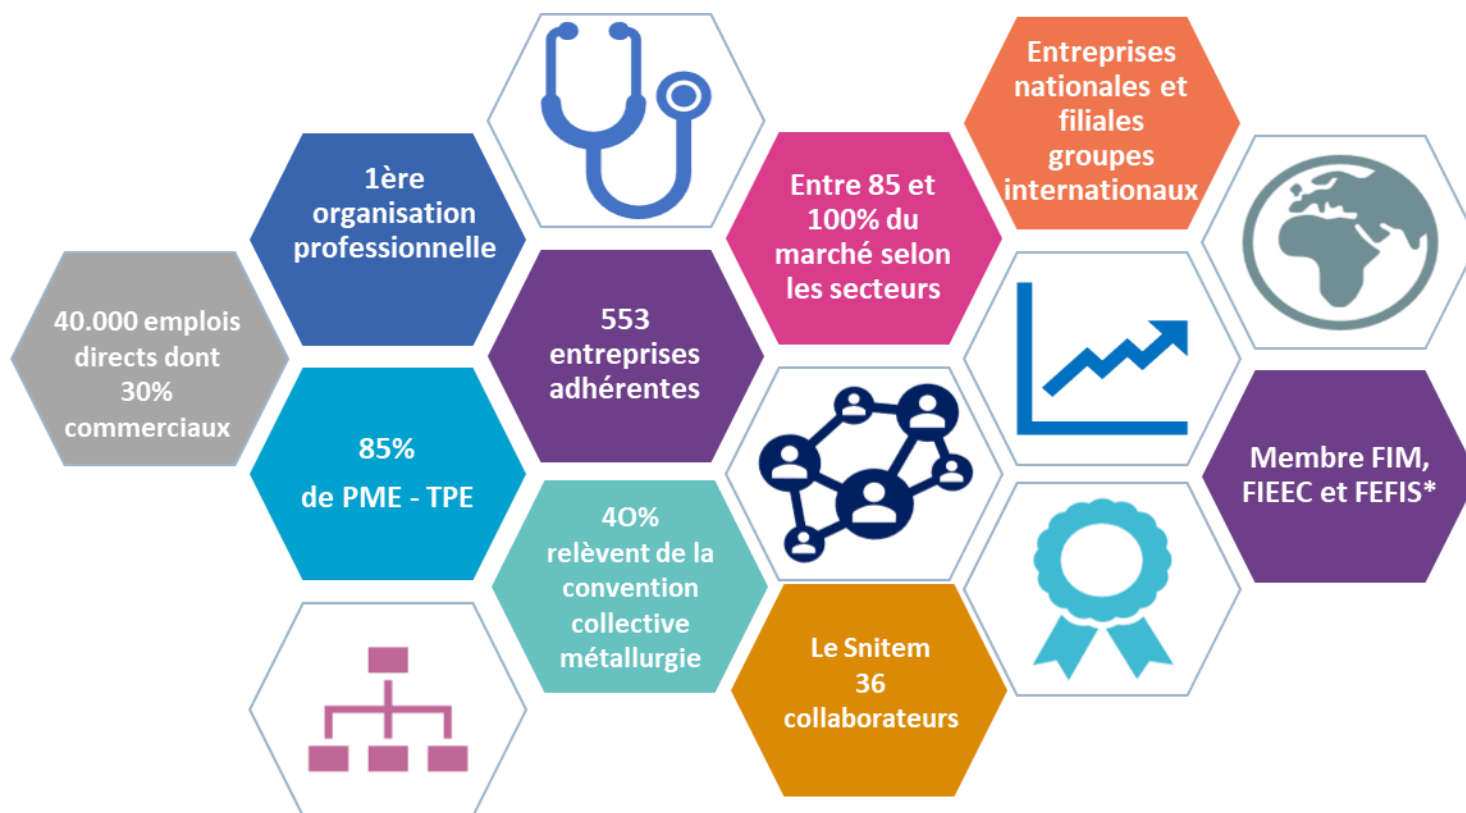 40.000 emplois
directs dont
30%
commerciaux
1ère
organisation
professionnelle
85%
de PME - TPE
553
entreprises
adhérentes
4O%
relèvent de la
convention
collective
métallurgie
Entre 85 et
100% du
marché selon
les secteurs
Le Snitem
36
collaborateurs
Entreprises
nationales et
filiales
groupes
internationaux
Membre FIM,
FIEEC et FEFIS*